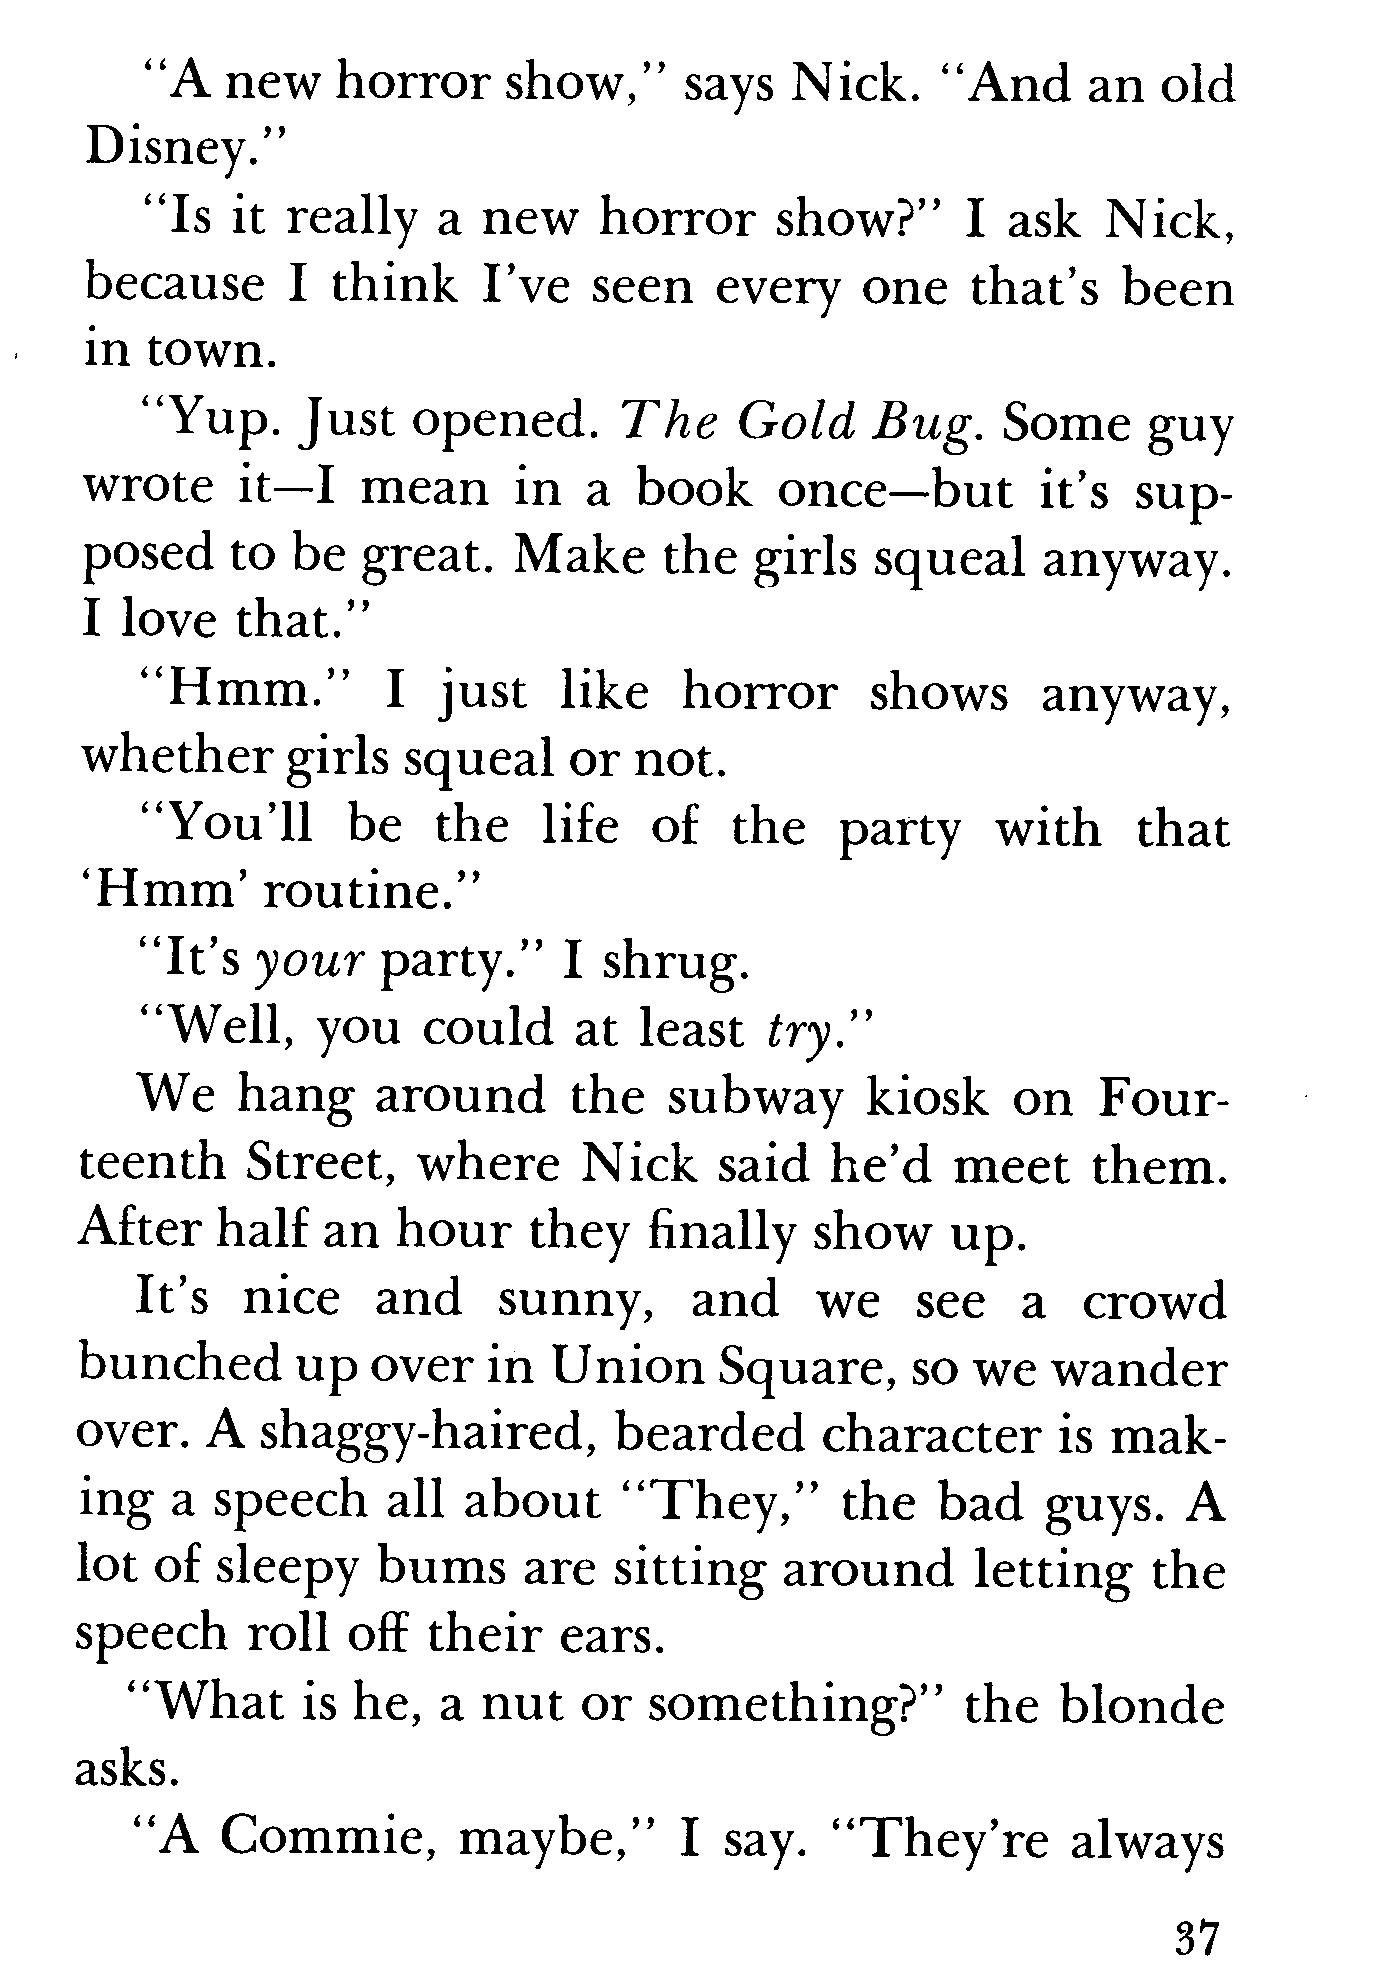 “A new horror show,” says Nick. “And an old
Disney.”
“Is it really a new horror show?” I ask Nick,
because I think I’ve seen every one that’s been
in town.
“Yup. Just opened. The Gold Bug. Some guy
wrote it—I mean in a book once—but it’s sup-
posed to be great. Make the girls squeal anyway.
I love that.”
“Hmm.” I just like horror shows anyway,
whether girls squeal or not.
“You’ll be the life of the party with that
‘Hmm’ routine.”
“It’s your party.” I shrug.
“Well, you could at least try.”
We hang around the subway kiosk on Four-
teenth Street, where Nick said he’d meet them.
After half an hour they finally show up.
It’s nice and sunny, and we see a crowd
bunched up over in Union Square, so we wander
over. A shaggy-haired, bearded character is mak-
ing a speech all about “They,” the bad guys. A
lot of sleepy bums are sitting around letting the
speech roll off their ears.
“What is he, a nut or something?” the blonde
asks.
“A Commie, maybe,” I say. “They’re always
37